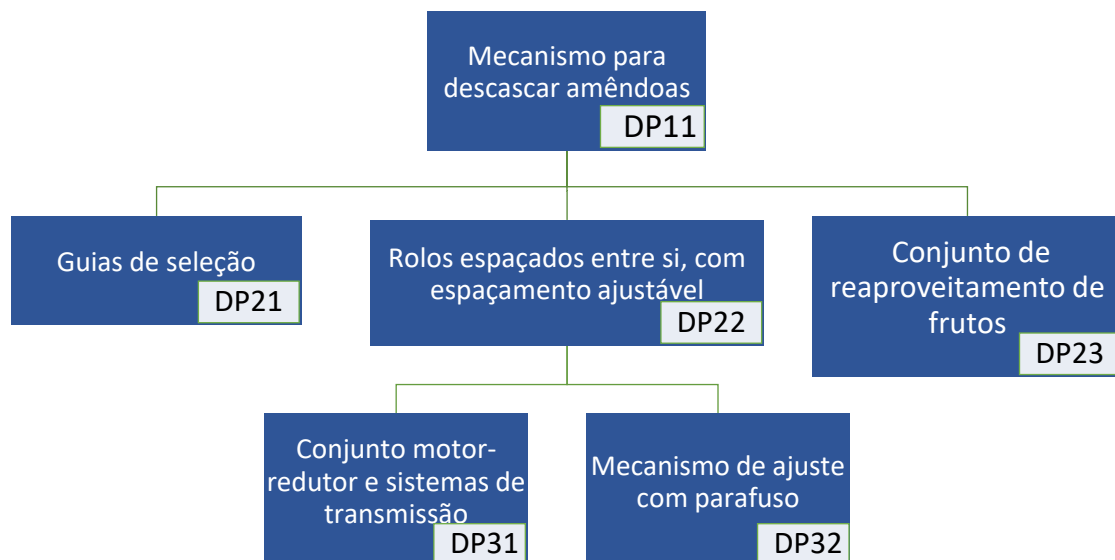 Mecanismo para
descascar amêndoas
DP11
Guias de seleção
DP21
Rolos espaçados entre si, com
espaçamento ajustável
DP22
Conjunto de
reaproveitamento de
frutos
DP23
Conjunto motor-
redutor e sistemas de
transmissão
DP31
Mecanismo de ajuste
com parafuso
DP32